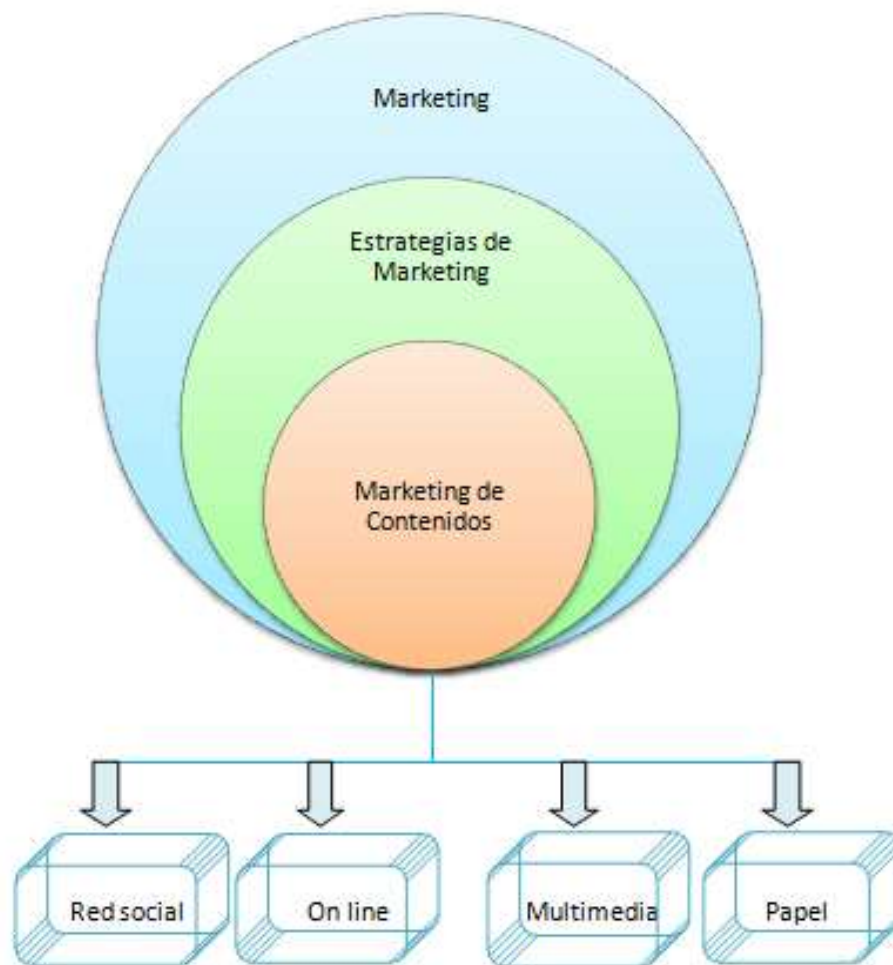 Marketing
Estrategias de
Marketing
Marketing de
Contenidos
Red social
On line
Multimedia
Papel